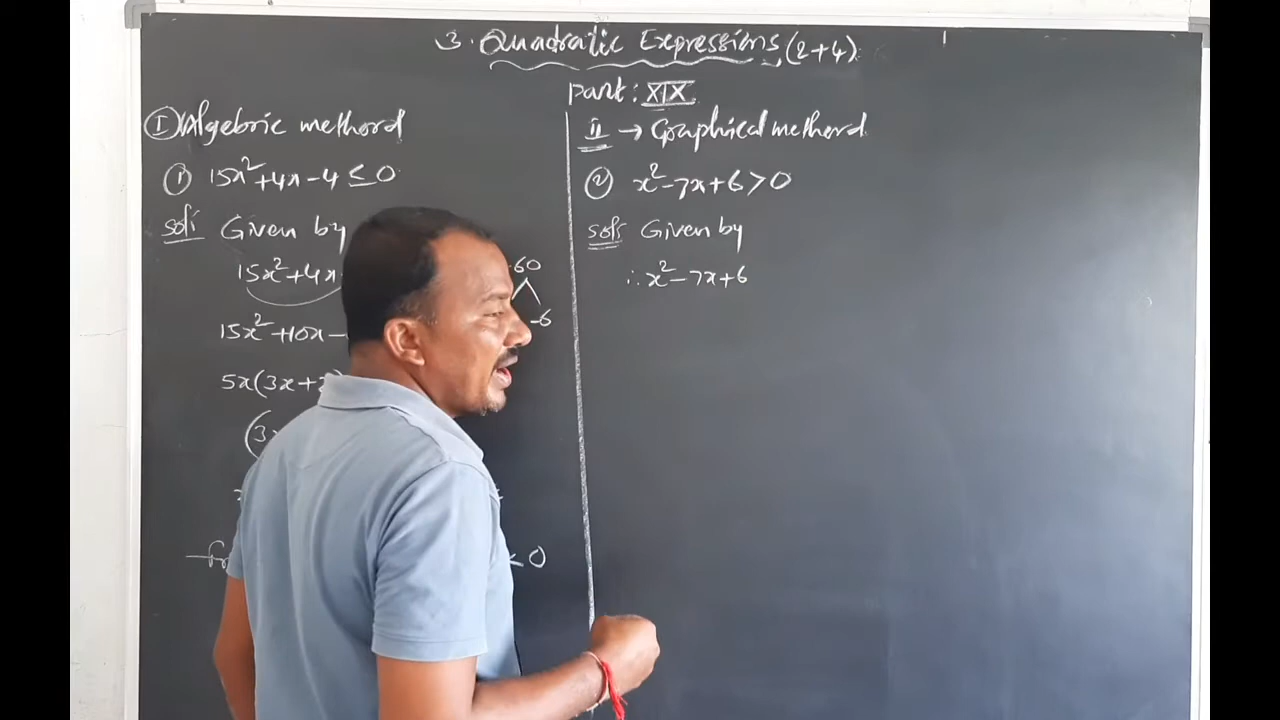 3. Quadratic Expressions (2+4)
Part: XIX
I Algebric methord
① 15x²+4x-4≤0
Sol: Given by
15x²+4x
-60
-6
15x²+10x-
5x(3x+2
(3x
< 0
II → Graphical methord
② x²-7x+6>0
Sol: Given by
∴ x²-7x+6